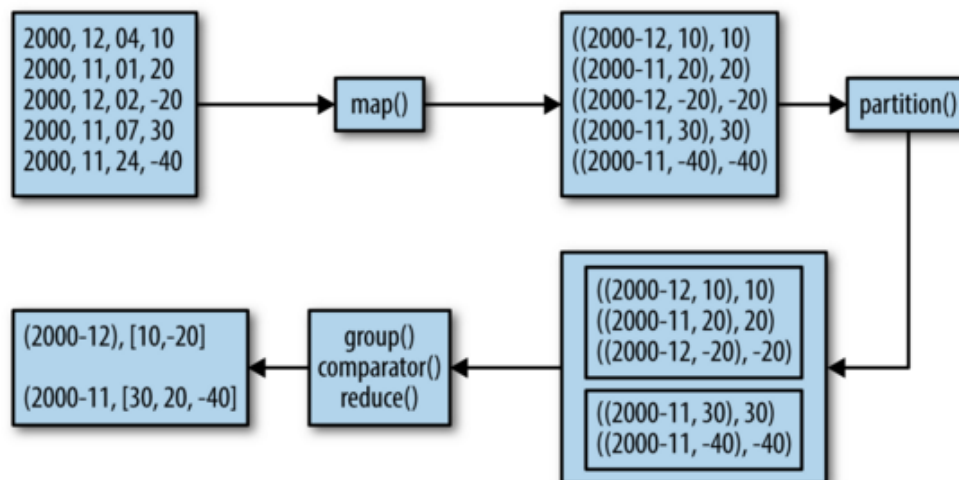 2000, 12, 04, 10
2000, 11, 01, 20
2000, 12, 02, -20
2000, 11, 07, 30
2000, 11, 24, -40
map()
((2000-12, 10), 10)
((2000-11, 20), 20)
((2000-12, -20), -20)
((2000-11, 30), 30)
((2000-11, -40), -40)
partition()
((2000-12, 10), 10)
((2000-11, 20), 20)
((2000-12, -20), -20)
((2000-11, 30), 30)
((2000-11, -40), -40)
group()
comparator()
reduce()
(2000-12), [10,-20]
(2000-11, [30, 20, -40]